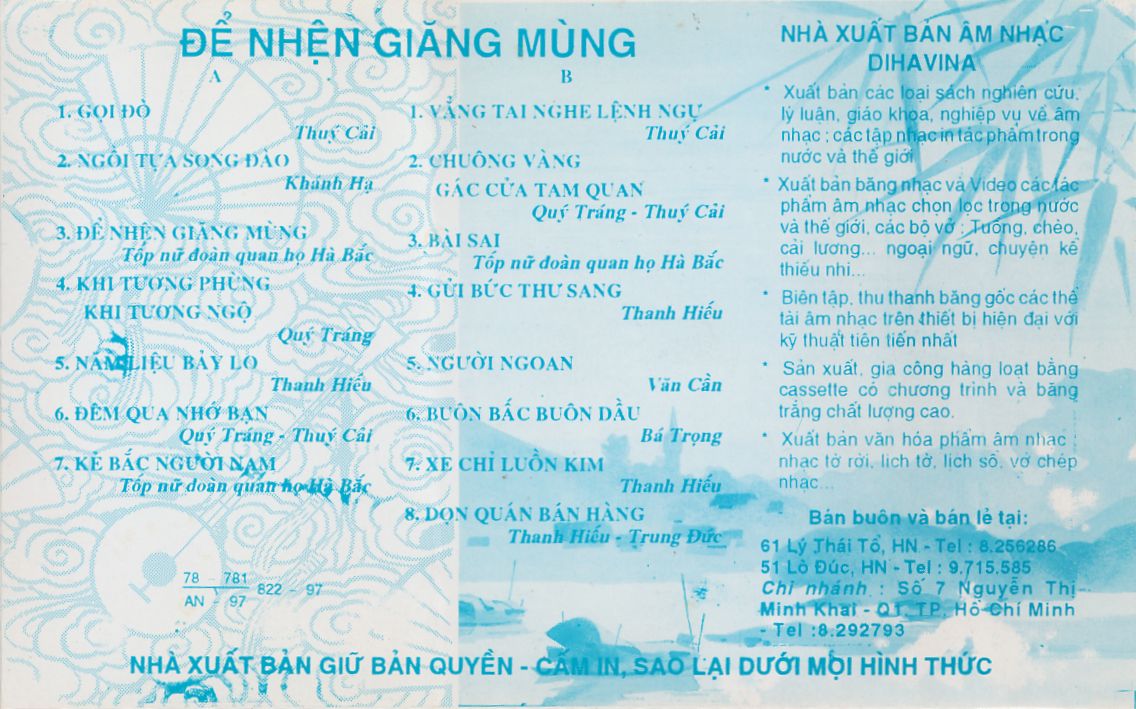 ĐỂ NHỆN GIĂNG MÙNG
A
1. GỌI ĐÒ
Thuý Cải
2. NGỒI TỰA SONG ĐÀO
Khánh Hạ
3. ĐỂ NHỆN GIĂNG MÙNG
Tốp nữ đoàn quan họ Hà Bắc
4. KHI TƯƠNG PHÙNG
KHI TƯƠNG NGỘ
Quý Tráng
5. NĂM LIỆU BẢY LO
Thanh Hiếu
6. ĐÊM QUA NHỚ BẠN
Quý Tráng - Thuý Cải
7. KẺ BẮC NGƯỜI NAM
Tốp nữ đoàn quan họ Hà Bắc
78 781
AN - 97
822 - 97
B
1. VẲNG TAI NGHE LỆNH NGỰ
Thuý Cải
2. CHUÔNG VÀNG
GÁC CỬA TAM QUAN
Quý Tráng - Thuý Cải
3. BÀI SAI
Tốp nữ đoàn quan họ Hà Bắc
4. GỬI BỨC THƯ SANG
Thanh Hiếu
5. NGƯỜI NGOAN
Văn Cần
6. BUÔN BẤC BUÔN DẦU
Bá Trọng
7. XE CHỈ LUỒN KIM
Thanh Hiếu
8. DỌN QUÁN BÁN HÀNG
Thanh Hiếu - Trung Đức
NHÀ XUẤT BẢN ÂM NHẠC
DIHAVINA
* Xuất bản các loại sách nghiên cứu,
lý luận, giáo khoa, nghiệp vụ về âm
nhạc ; các tập nhạc in tác phẩm trong
nước và thế giới
* Xuất bản băng nhạc và Video các tác
phẩm âm nhạc chọn lọc trong nước
và thế giới, các bộ vở : Tuồng, chèo,
cải lương... ngoại ngữ, chuyện kể
thiếu nhi...
* Biên tập, thu thanh băng gốc các thể
tài âm nhạc trên thiết bị hiện đại với
kỹ thuật tiên tiến nhất
* Sản xuất, gia công hàng loạt băng
cassette có chương trình và băng
trắng chất lượng cao.
* Xuất bản văn hóa phẩm âm nhạc :
nhạc tờ rời, lịch tờ, lịch sổ, vở chép
nhạc...
Bán buôn và bán lẻ tại:
61 Lý Thái Tổ, HN - Tel : 8.256286
51 Lò Đúc, HN - Tel : 9.715.585
Chi nhánh : Số 7 Nguyễn Thị
Minh Khai - Q1, TP. Hồ Chí Minh
- Tel :8.292793
NHÀ XUẤT BẢN GIỮ BẢN QUYỀN - CẤM IN, SAO LẠI DƯỚI MỌI HÌNH THỨC